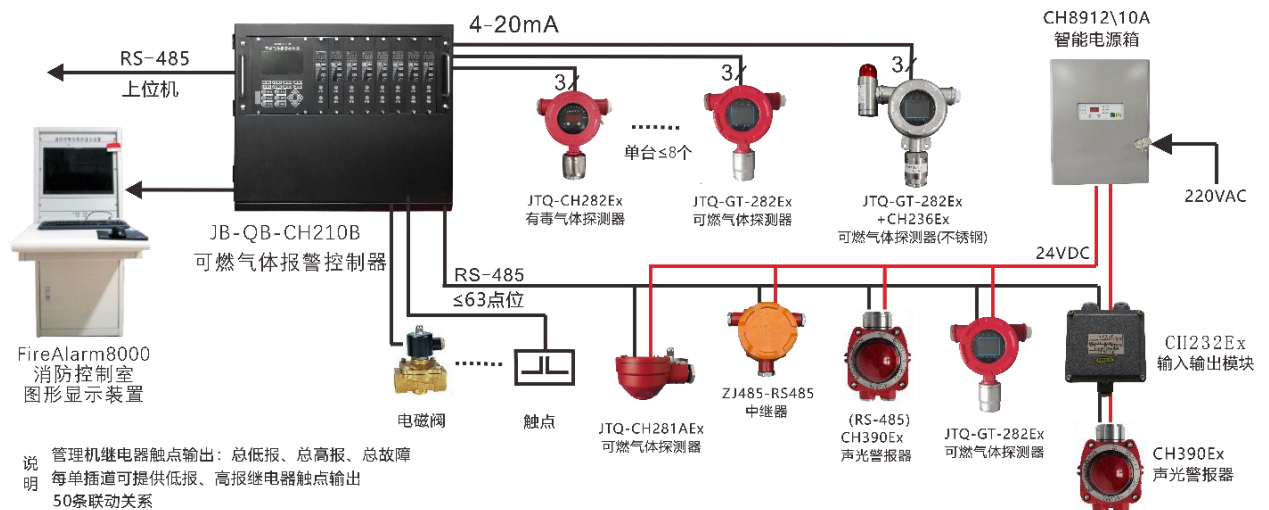 4-20mA
CH8912\10A
智能电源箱
RS-485
上位机
3
3
3
单台≤8个
220VAC
JTQ-CH282Ex
有毒气体探测器
JTQ-GT-282Ex
可燃气体探测器
JTQ-GT-282Ex
+CH236Ex
可燃气体探测器(不锈钢)
JB-QB-CH210B
可燃气体报警控制器
24VDC
RS-485
≤63点位
FireAlarm8000
消防控制室
图形显示装置
电磁阀
触点
JTQ-CH281AEx
可燃气体探测器
ZJ485-RS485
中继器
(RS-485)
CH390Ex
声光警报器
JTQ-GT-282Ex
可燃气体探测器
CH232Ex
输入输出模块
CH390Ex
声光警报器
说明
管理机继电器触点输出：总低报、总高报、总故障
每单插道可提供低报、高报继电器触点输出
50条联动关系